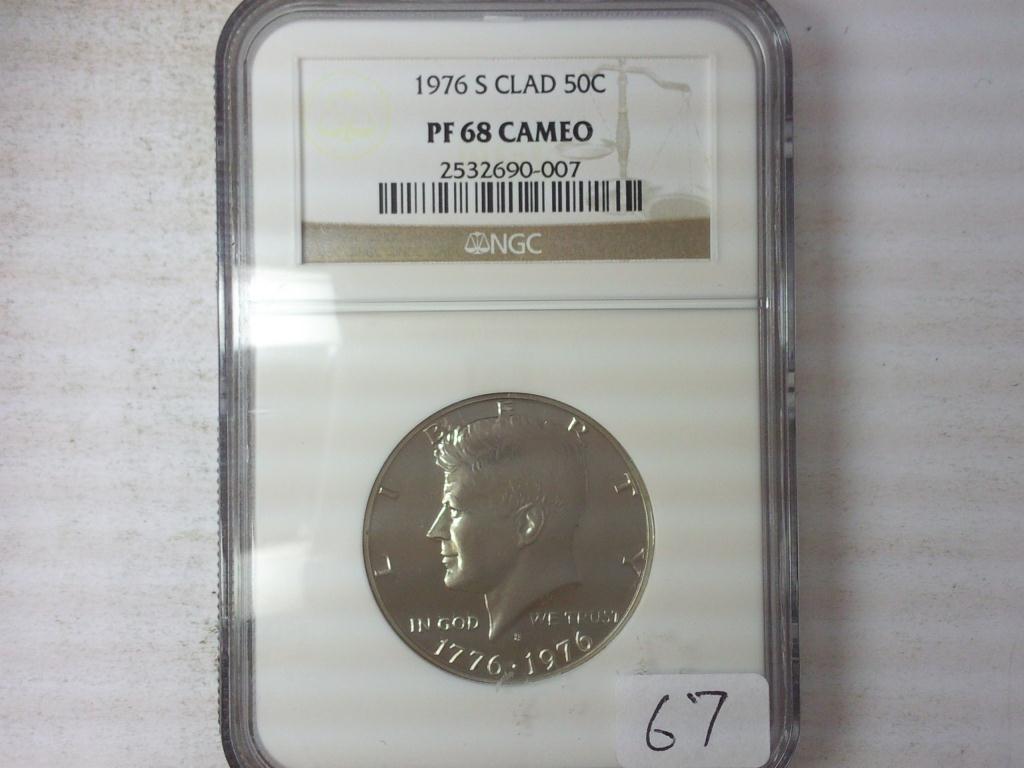 1976 S CLAD 50C
PF 68 CAMEO
2532690-007
NGC
LIBERTY
IN GOD WE TRUST
S
1776·1976
67